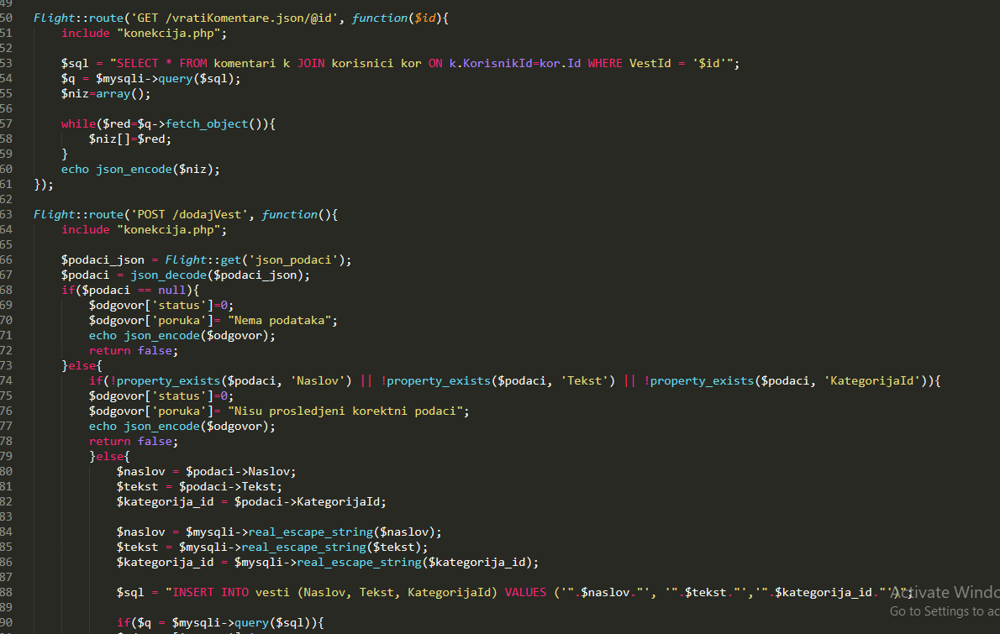 49
50 Flight::route('GET /vratiKomentare.json/@id', function($id){
51 include "konekcija.php";
52
53 $sql = "SELECT * FROM komentari k JOIN korisnici kor ON k.KorisnikId=kor.Id WHERE VestId = '$id'";
54 $q = $mysqli->query($sql);
55 $niz=array();
56
57 while($red=$q->fetch_object()){
58 $niz[]=$red;
59 }
60 echo json_encode($niz);
61 });
62
63 Flight::route('POST /dodajVest', function(){
64 include "konekcija.php";
65
66 $podaci_json = Flight::get('json_podaci');
67 $podaci = json_decode($podaci_json);
68 if($podaci == null){
69 $odgovor['status']=0;
70 $odgovor['poruka']= "Nema podataka";
71 echo json_encode($odgovor);
72 return false;
73 }else{
74 if(!property_exists($podaci, 'Naslov') || !property_exists($podaci, 'Tekst') || !property_exists($podaci, 'KategorijaId')){
75 $odgovor['status']=0;
76 $odgovor['poruka']= "Nisu prosledjeni korektni podaci";
77 echo json_encode($odgovor);
78 return false;
79 }else{
80 $naslov = $podaci->Naslov;
81 $tekst = $podaci->Tekst;
82 $kategorija_id = $podaci->KategorijaId;
83
84 $naslov = $mysqli->real_escape_string($naslov);
85 $tekst = $mysqli->real_escape_string($tekst);
86 $kategorija_id = $mysqli->real_escape_string($kategorija_id);
87
88 $sql = "INSERT INTO vesti (Naslov, Tekst, KategorijaId) VALUES ('".$naslov."', '".$tekst."','".$kategorija_id."')";
Activate Windo
89
Go to Settings to ac
90 if($q = $mysqli->query($sql)){